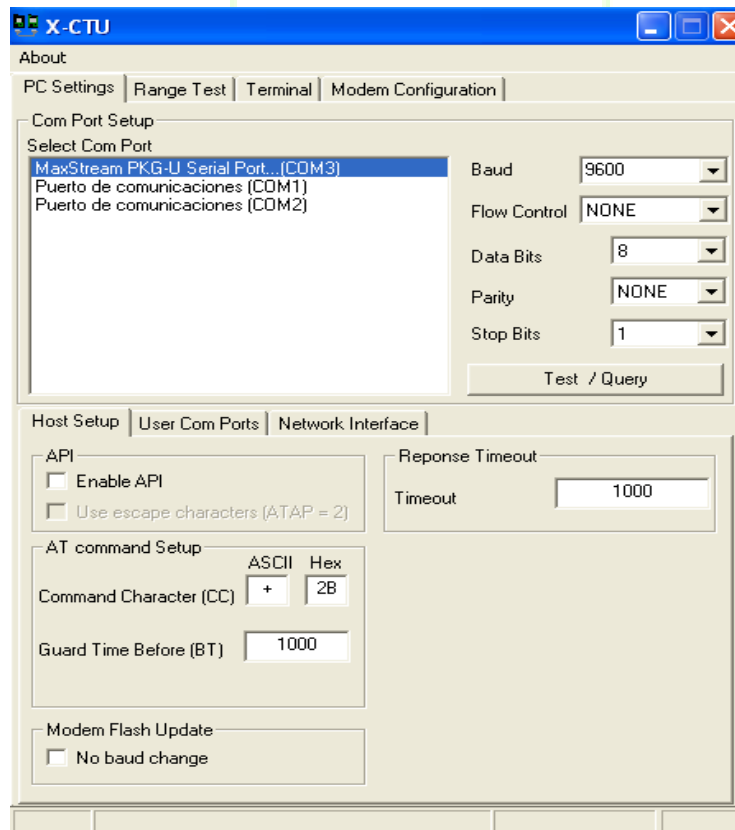 X-CTU
About
PC Settings Range Test Terminal Modem Configuration
Com Port Setup
Select Com Port
MaxStream PKG-U Serial Port...(COM3)
Puerto de comunicaciones (COM1)
Puerto de comunicaciones (COM2)
Baud 9600
Flow Control NONE
Data Bits 8
Parity NONE
Stop Bits 1
Test / Query
Host Setup User Com Ports Network Interface
API
Enable API
Use escape characters (ATAP = 2)
Reponse Timeout
Timeout 1000
AT command Setup
ASCII Hex
Command Character (CC) + 2B
Guard Time Before (BT) 1000
Modem Flash Update
No baud change